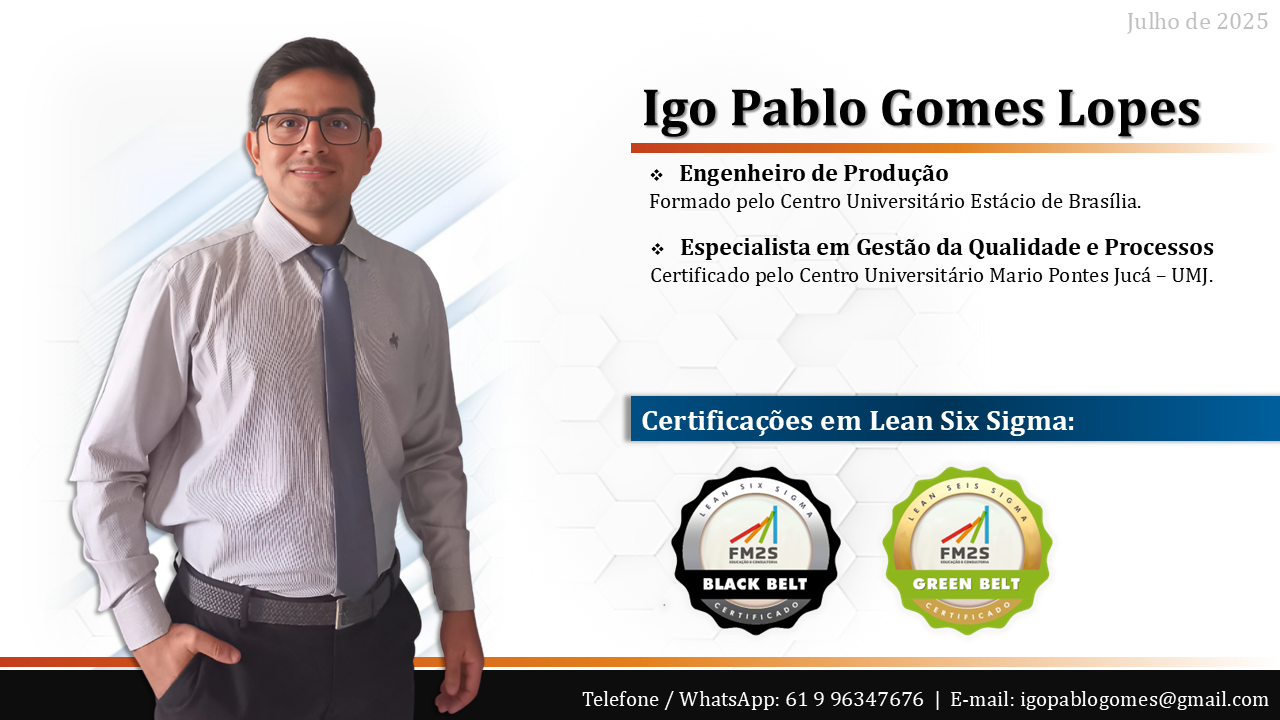 Julho de 2025
Igo Pablo Gomes Lopes
❖ Engenheiro de Produção
Formado pelo Centro Universitário Estácio de Brasília.
❖ Especialista em Gestão da Qualidade e Processos
Certificado pelo Centro Universitário Mario Pontes Jucá – UMJ.
Certificações em Lean Six Sigma:
LEAN SIX SIGMA
FM2S
EDUCAÇÃO E CONSULTORIA
BLACK BELT
CERTIFICADO
LEAN SEIS SIGMA
FM2S
EDUCAÇÃO E CONSULTORIA
GREEN BELT
CERTIFICADO
Telefone / WhatsApp: 61 9 96347676 | E-mail: igopablogomes@gmail.com